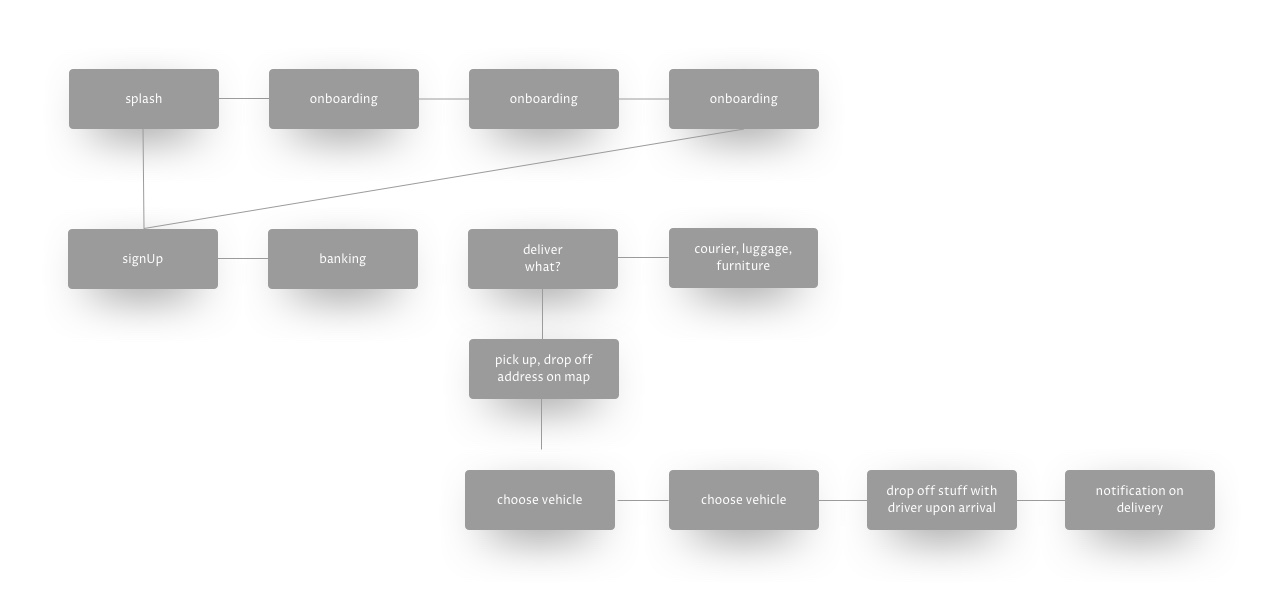 splash
onboarding
onboarding
onboarding
signUp
banking
deliver
what?
courier, luggage,
furniture
pick up, drop off
address on map
choose vehicle
choose vehicle
drop off stuff with
driver upon arrival
notification on
delivery